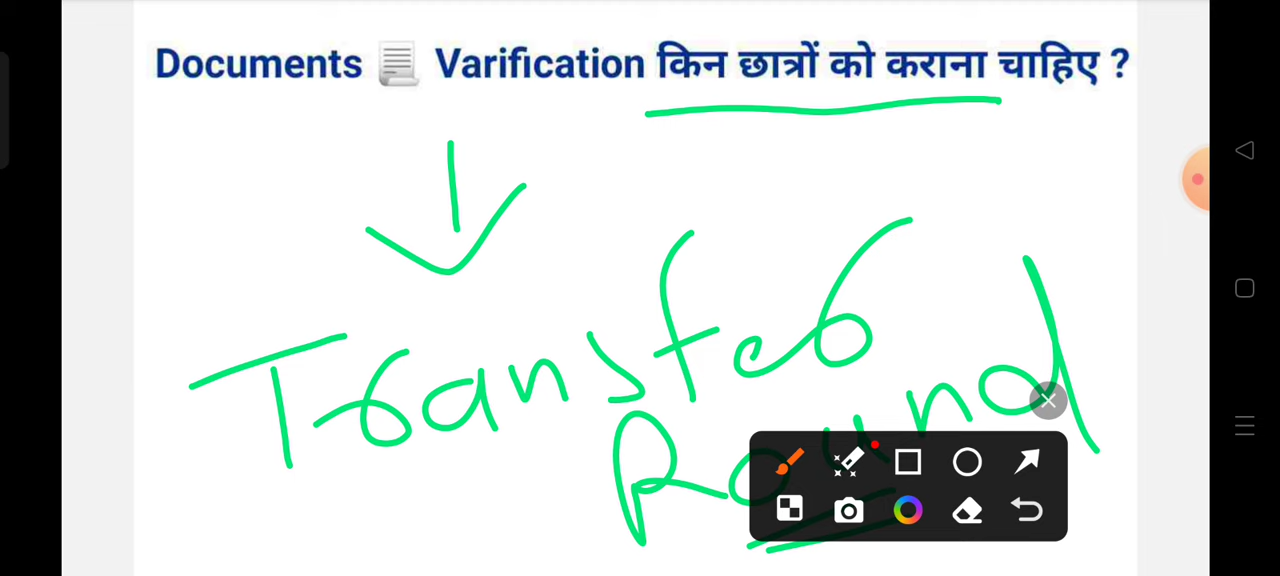 Documents 📃 Varification किन छात्रों को कराना चाहिए ?
Transfer
Round